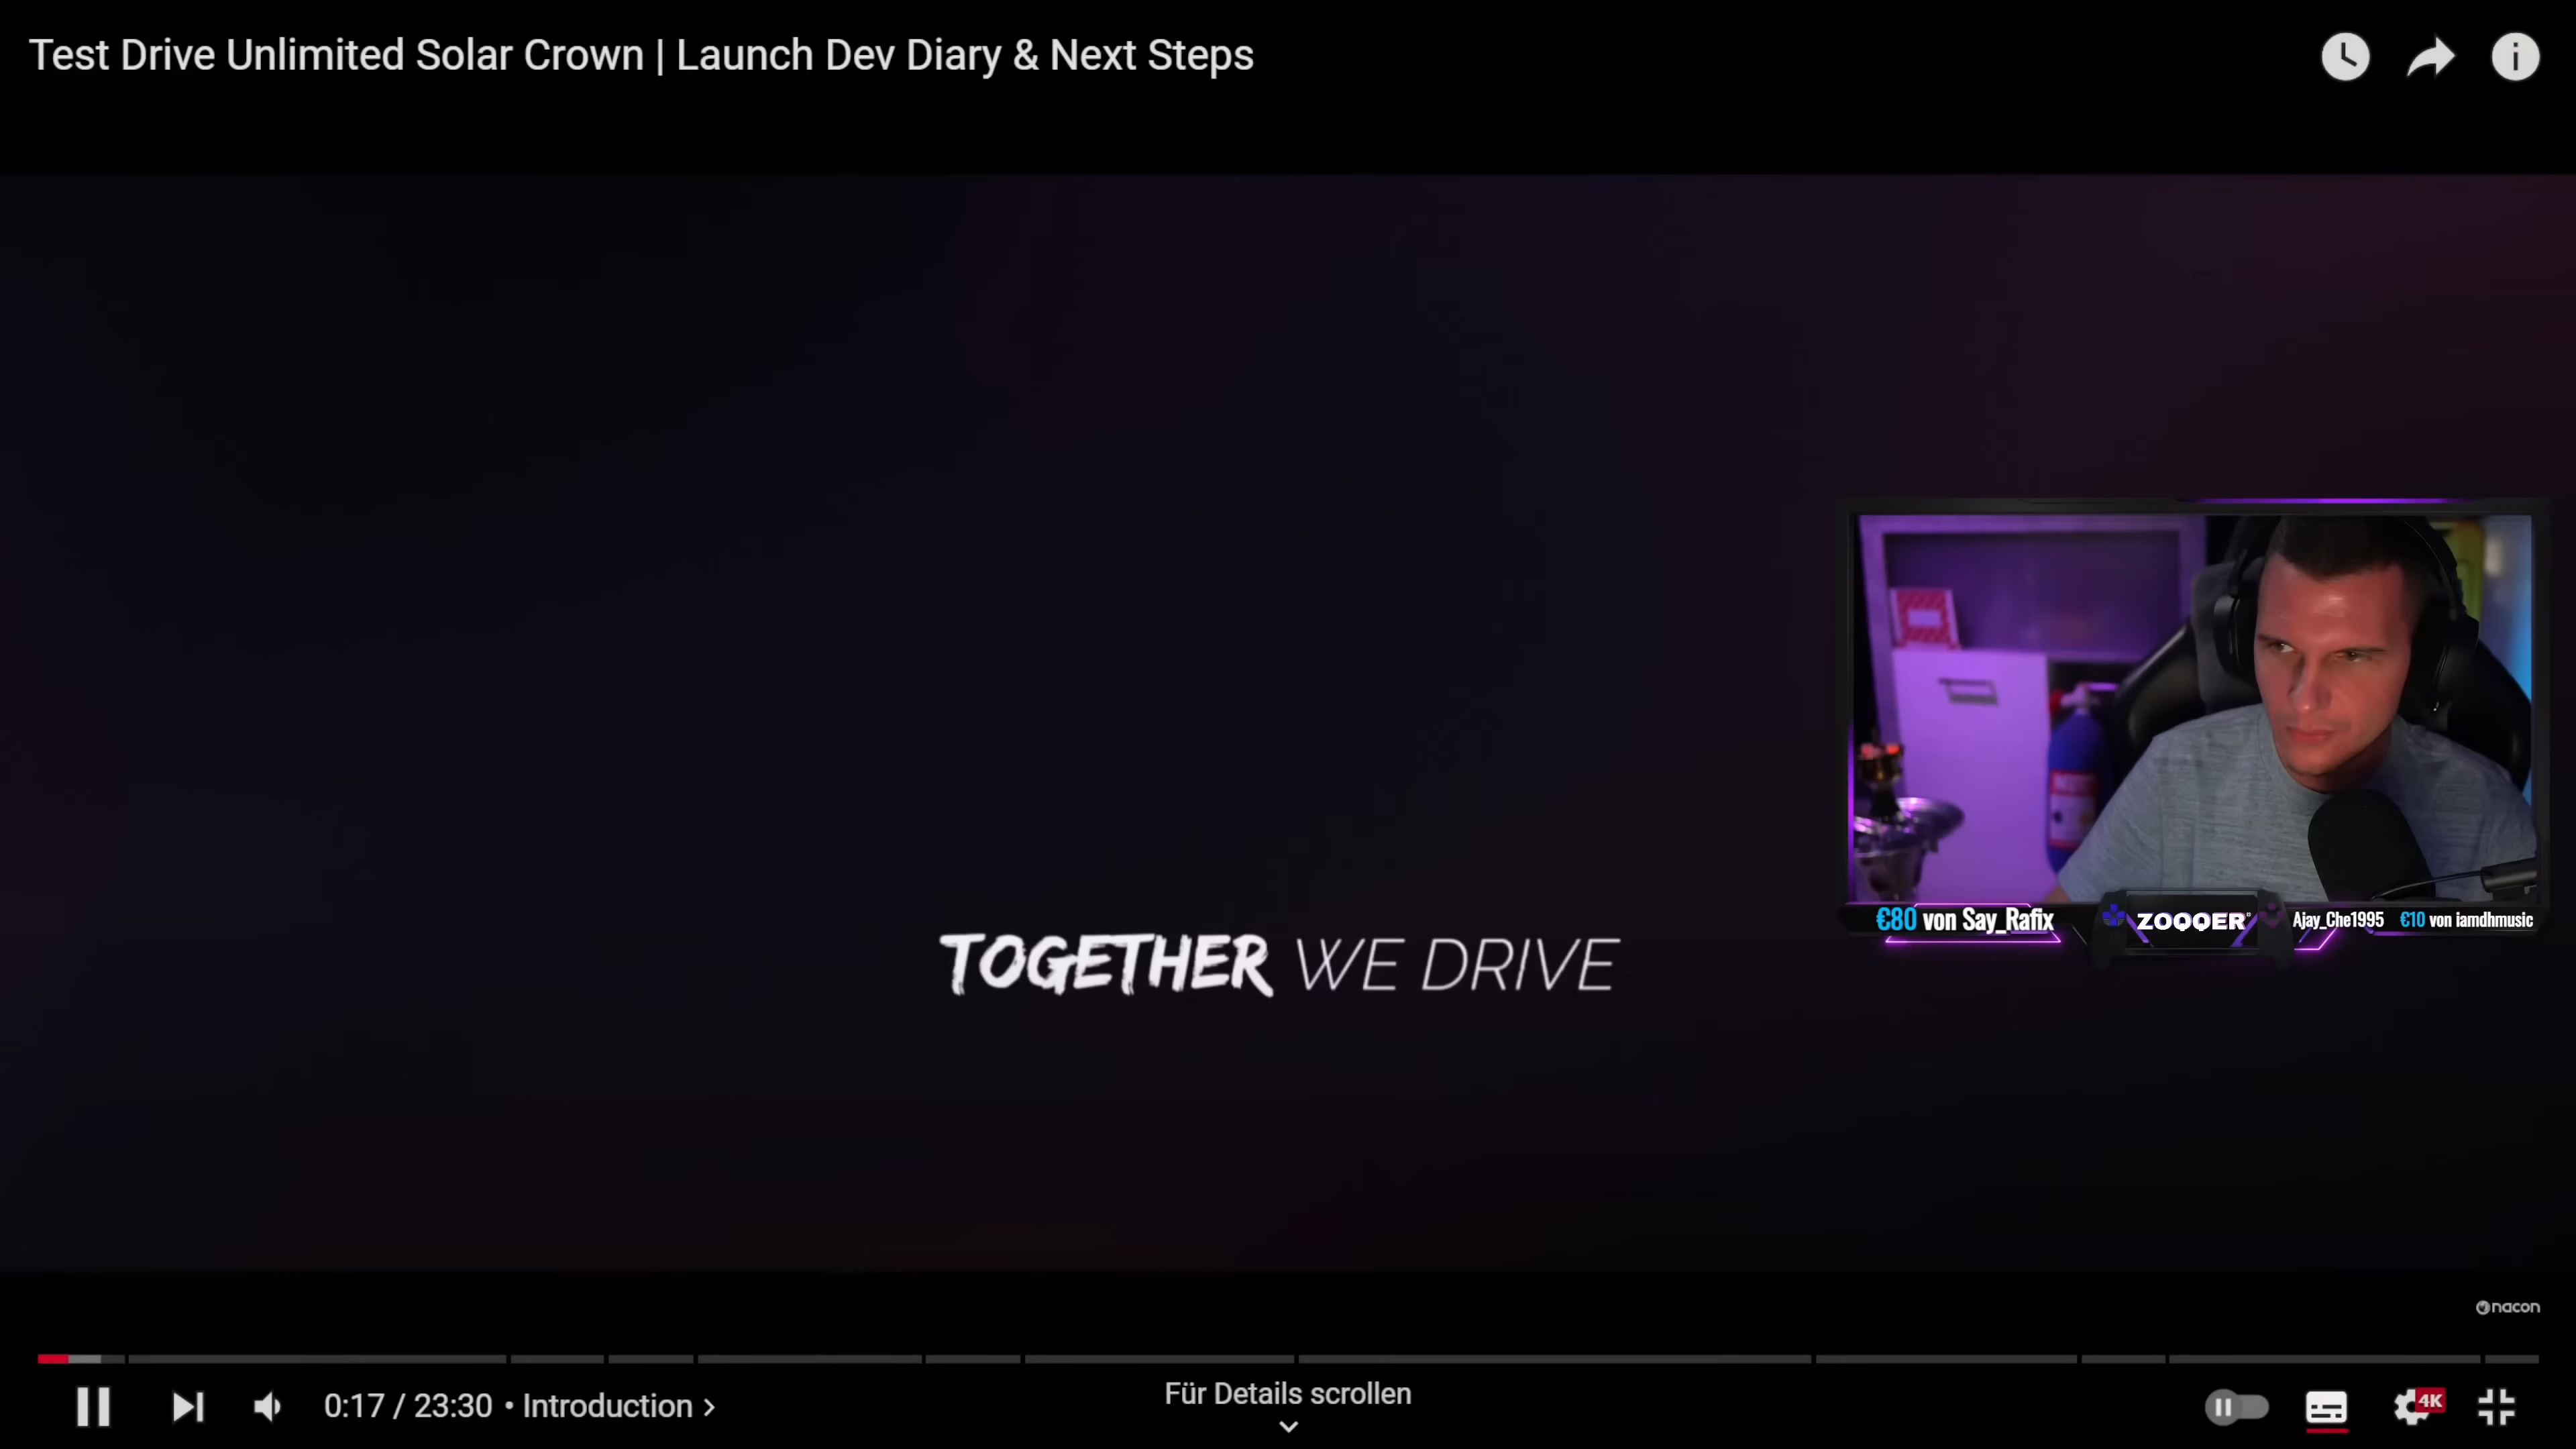 Test Drive Unlimited Solar Crown | Launch Dev Diary & Next Steps
TOGETHER WE DRIVE
€80 von Say_Rafix
ZOQQER
Ajay_Che1995 €10 von iamdhmusic
nacon
0:17 / 23:30 • Introduction
Für Details scrollen
4K